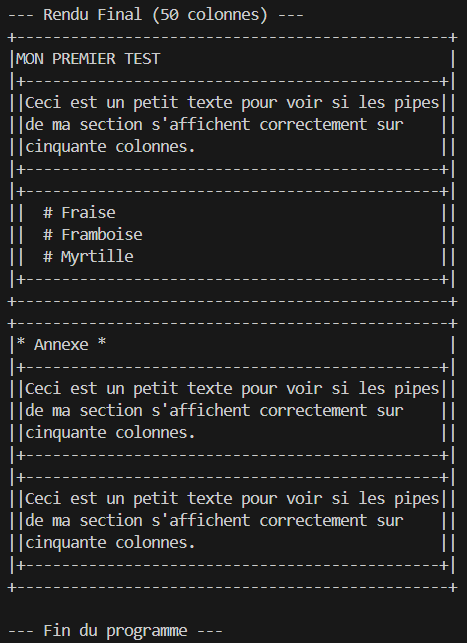 --- Rendu Final (50 colonnes) ---
+------------------------------------------------+
|MON PREMIER TEST                                |
|+----------------------------------------------+|
||Ceci est un petit texte pour voir si les pipes||
||de ma section s'affichent correctement sur    ||
||cinquante colonnes.                           ||
|+----------------------------------------------+|
|+----------------------------------------------+|
||  # Fraise                                    ||
||  # Framboise                                 ||
||  # Myrtille                                  ||
|+----------------------------------------------+|
+------------------------------------------------+
+------------------------------------------------+
|* Annexe *                                      |
|+----------------------------------------------+|
||Ceci est un petit texte pour voir si les pipes||
||de ma section s'affichent correctement sur    ||
||cinquante colonnes.                           ||
|+----------------------------------------------+|
|+----------------------------------------------+|
||Ceci est un petit texte pour voir si les pipes||
||de ma section s'affichent correctement sur    ||
||cinquante colonnes.                           ||
|+----------------------------------------------+|
+------------------------------------------------+
--- Fin du programme ---